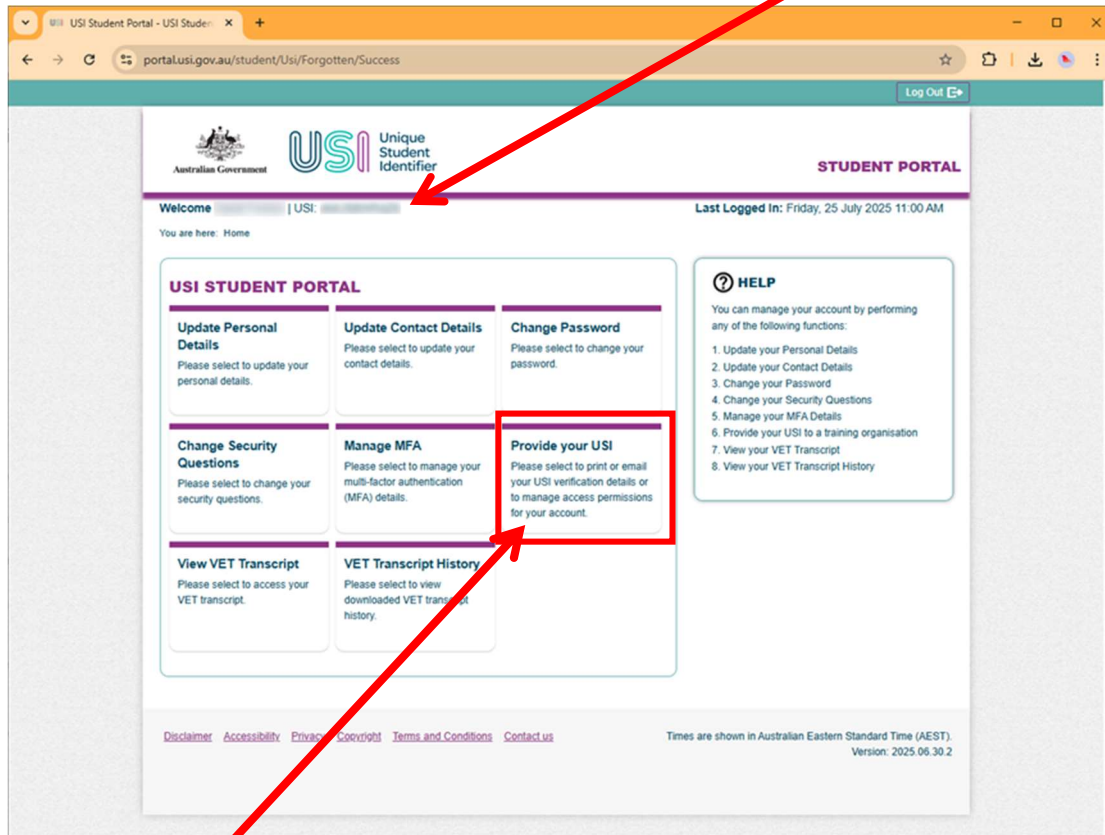 USI Student Portal - USI Studen
portal.usi.gov.au/student/Usi/Forgotten/Success
Log Out
Australian Government
USI Unique
Student
Identifier
STUDENT PORTAL
Welcome | USI:
Last Logged In: Friday, 25 July 2025 11:00 AM
You are here: Home
USI STUDENT PORTAL
Update Personal
Details
Please select to update your
personal details.
Update Contact Details
Please select to update your
contact details.
Change Password
Please select to change your
password.
Change Security
Questions
Please select to change your
security questions.
Manage MFA
Please select to manage your
multi-factor authentication
(MFA) details.
Provide your USI
Please select to print or email
your USI verification details or
to manage access permissions
for your account.
View VET Transcript
Please select to access your
VET transcript.
VET Transcript History
Please select to view
downloaded VET transcript
history.
? HELP
You can manage your account by performing
any of the following functions:
1. Update your Personal Details
2. Update your Contact Details
3. Change your Password
4. Change your Security Questions
5. Manage your MFA Details
6. Provide your USI to a training organisation
7. View your VET Transcript
8. View your VET Transcript History
Disclaimer Accessibility Privacy Copyright Terms and Conditions Contact us
Times are shown in Australian Eastern Standard Time (AEST).
Version: 2025.06.30.2